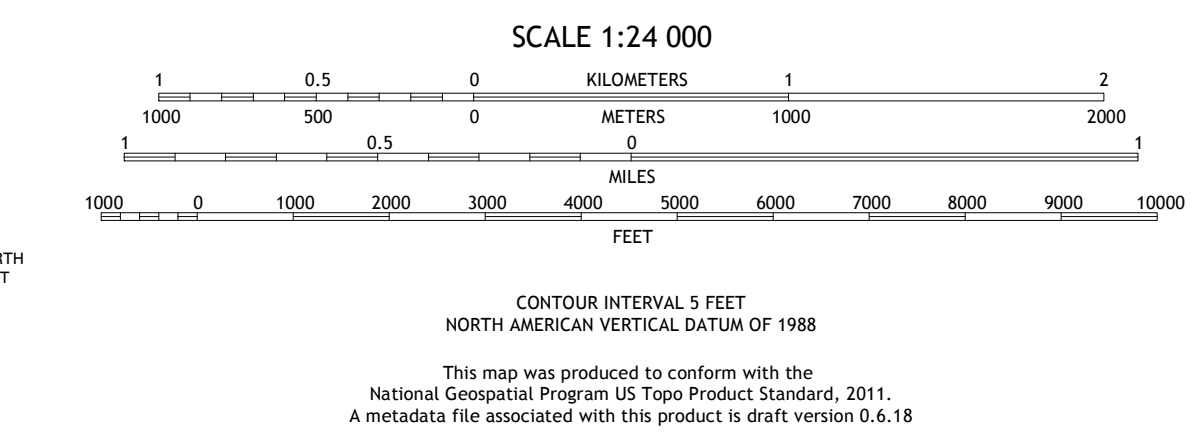 SCALE 1:24 000
1 0.5 0 KILOMETERS 1 2
1000 500 0 METERS 1000 2000
1 0.5 0 1
MILES
1000 0 1000 2000 3000 4000 5000 6000 7000 8000 9000 10000
FEET
RTH
T
CONTOUR INTERVAL 5 FEET
NORTH AMERICAN VERTICAL DATUM OF 1988
This map was produced to conform with the
National Geospatial Program US Topo Product Standard, 2011.
A metadata file associated with this product is draft version 0.6.18